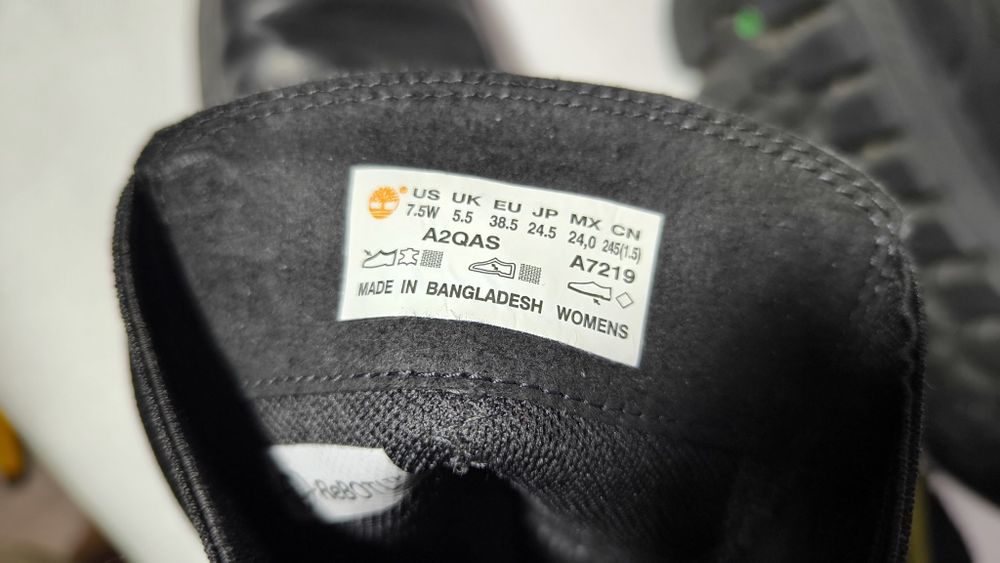 US UK EU JP MX CN
7.5W 5.5 38.5 24.5 24,0 245(1.5)
A2QAS A7219
MADE IN BANGLADESH WOMENS
ReBOTL